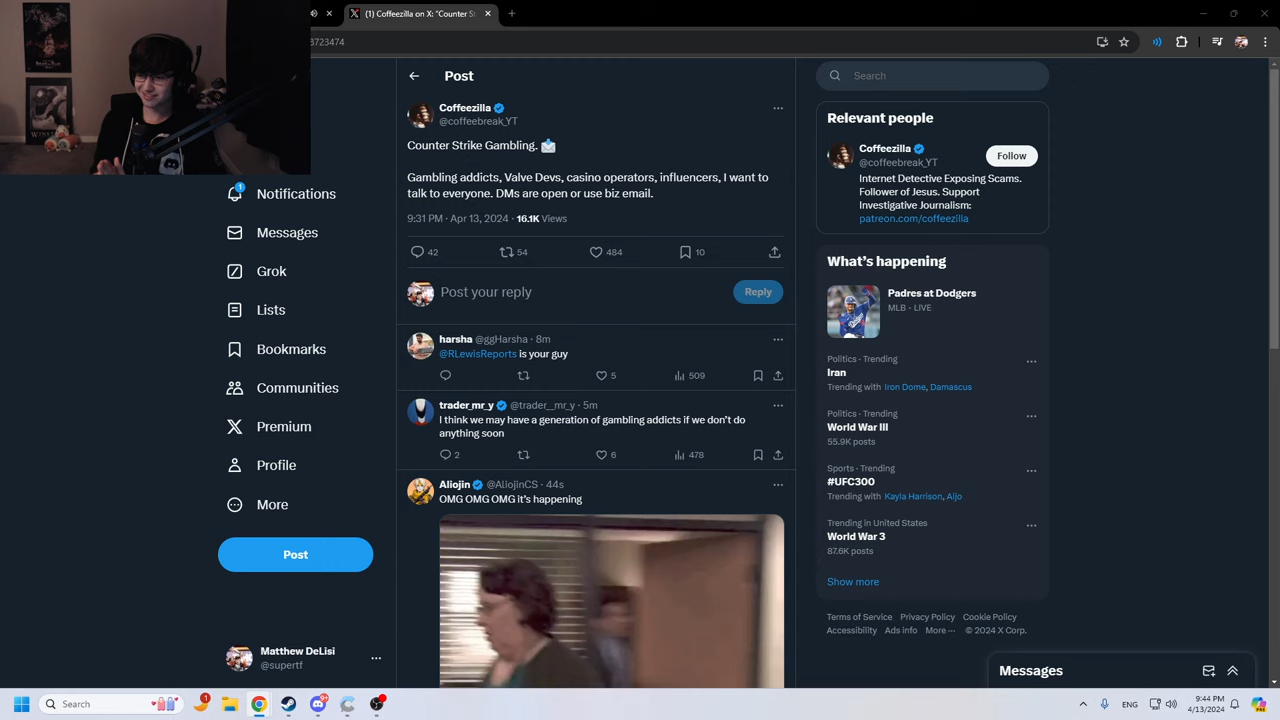 (1) Coffeezilla on X: "Counter St
8723474
Post
Search
Coffeezilla
@coffeebreak_YT
Counter Strike Gambling. 📩
Gambling addicts, Valve Devs, casino operators, influencers, I want to
talk to everyone. DMs are open or use biz email.
9:31 PM · Apr 13, 2024 · 16.1K Views
42 54 484 10
Post your reply
Reply
harsha @ggHarsha · 8m
@RLewisReports is your guy
5 509
trader_mr_y @trader__mr_y · 5m
I think we may have a generation of gambling addicts if we don't do
anything soon
2 6 478
Aliojin @AliojinCS · 44s
OMG OMG OMG it's happening
1
Notifications
Messages
Grok
Lists
Bookmarks
Communities
Premium
Profile
More
Post
Matthew DeLisi
@supertf
Relevant people
Coffeezilla
@coffeebreak_YT
Follow
Internet Detective Exposing Scams.
Follower of Jesus. Support
Investigative Journalism:
patreon.com/coffeezilla
What's happening
Padres at Dodgers
MLB · LIVE
Politics · Trending
Iran
Trending with Iron Dome, Damascus
Politics · Trending
World War III
55.9K posts
Sports · Trending
#UFC300
Trending with Kayla Harrison, Aljo
Trending in United States
World War 3
87.6K posts
Show more
Terms of Service Privacy Policy Cookie Policy
Accessibility Ads info More ··· © 2024 X Corp.
Messages
Search
1
9+
ENG
9:44 PM
4/13/2024